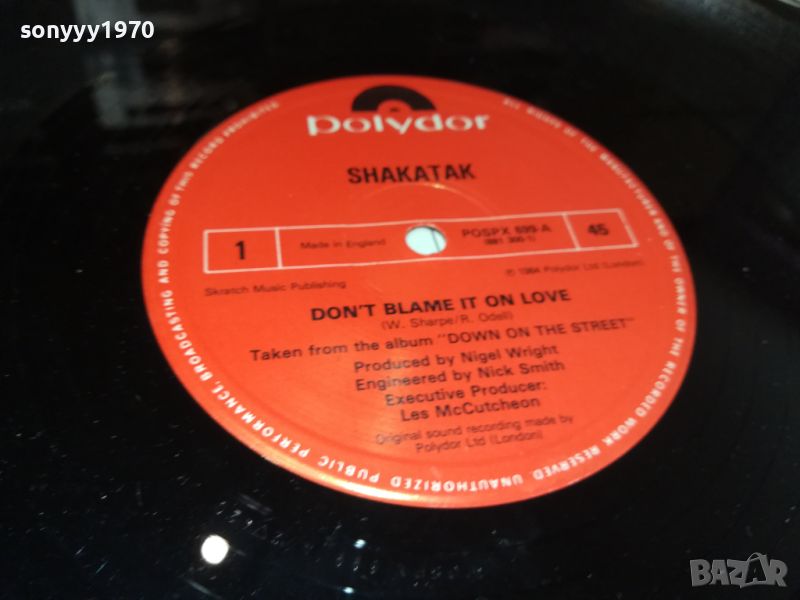 sonyyy1970
polydor
SHAKATAK
1
Made in England
POSPX 699-A
(881 300-1)
45
Skratch Music Publishing
℗ 1984 Polydor Ltd (London)
DON'T BLAME IT ON LOVE
(W. Sharpe/R. Odell)
Taken from the album "DOWN ON THE STREET"
Produced by Nigel Wright
Engineered by Nick Smith
Executive Producer:
Les McCutcheon
Original sound recording made by
Polydor Ltd (London)
ALL RIGHTS OF THE MANUFACTURER AND OF THE OWNER OF THE RECORDED WORK RESERVED. UNAUTHORIZED PUBLIC PERFORMANCE, BROADCASTING AND COPYING OF THIS RECORD PROHIBITED
BAZAR